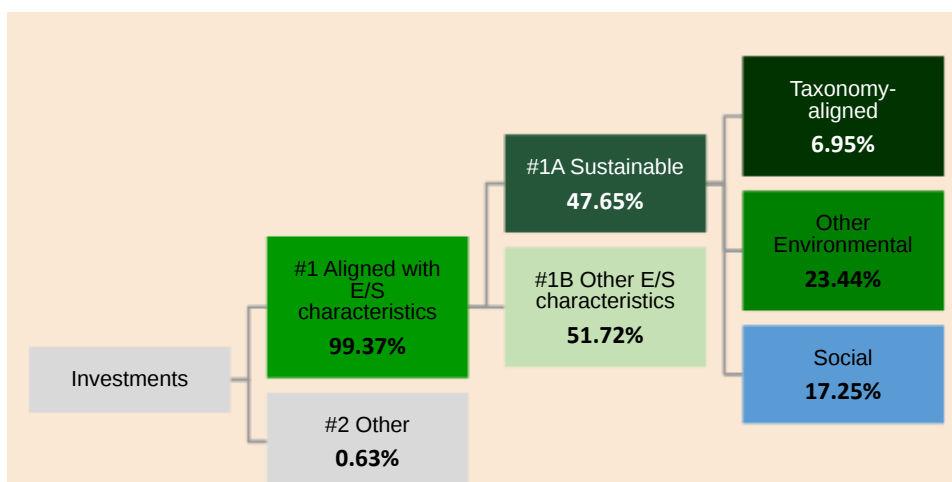 Investments
#1 Aligned with
E/S
characteristics
99.37%
#2 Other
0.63%
#1A Sustainable
47.65%
#1B Other E/S
characteristics
51.72%
Taxonomy-
aligned
6.95%
Other
Environmental
23.44%
Social
17.25%